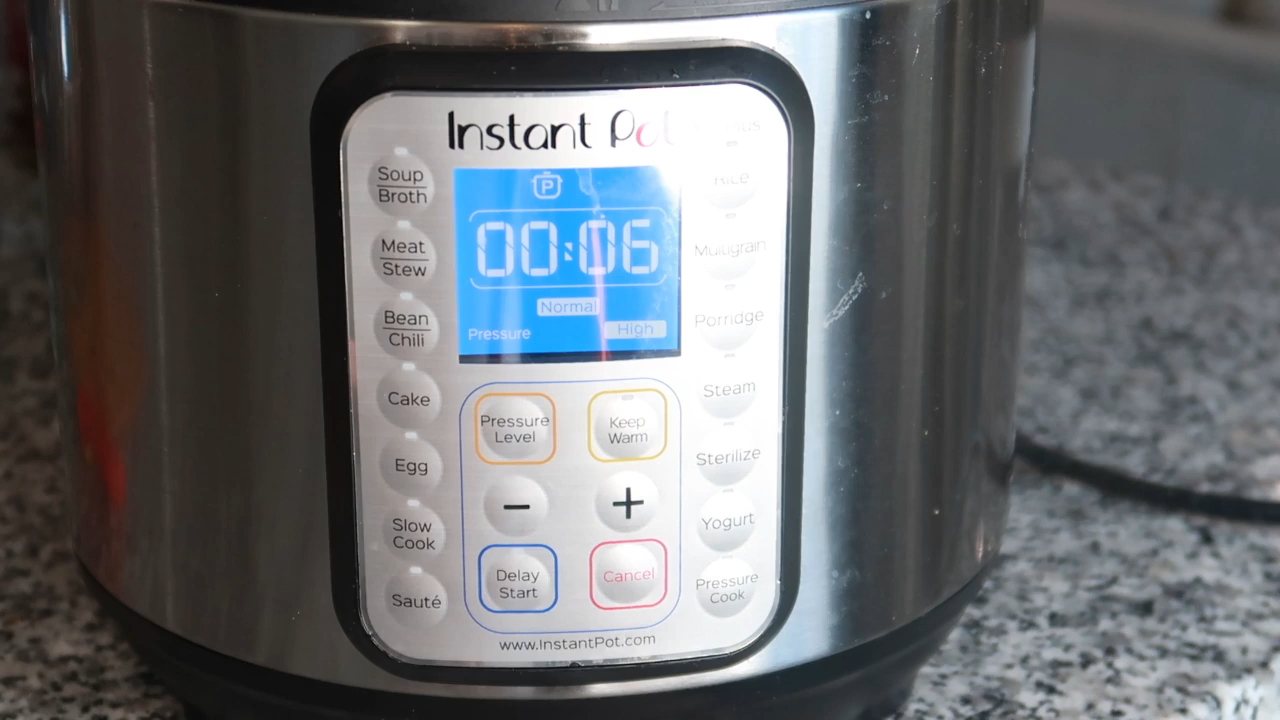 Instant Pot
Soup
Broth
Meat
Stew
Bean
Chili
Cake
Egg
Slow
Cook
Sauté
P
00:06
Normal
Pressure High
Pressure
Level
Keep
Warm
−
+
Delay
Start
Cancel
Rice
Multigrain
Porridge
Steam
Sterilize
Yogurt
Pressure
Cook
www.InstantPot.com